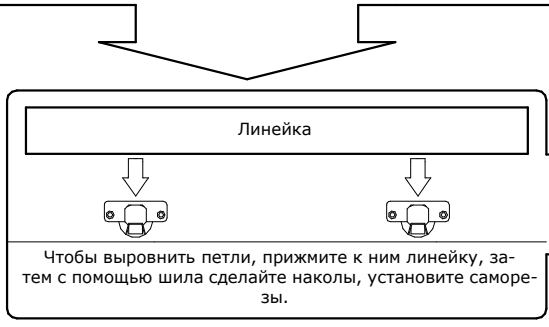 Линейка
Чтобы выровнить петли, прижмите к ним линейку, за-
тем с помощью шила сделайте наколы, установите саморе-
зы.